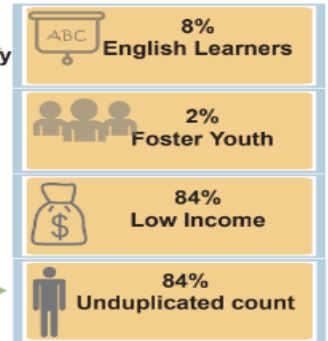 ABC
8%
English Learners
y
2%
Foster Youth
$
84%
Low Income
84%
Unduplicated count